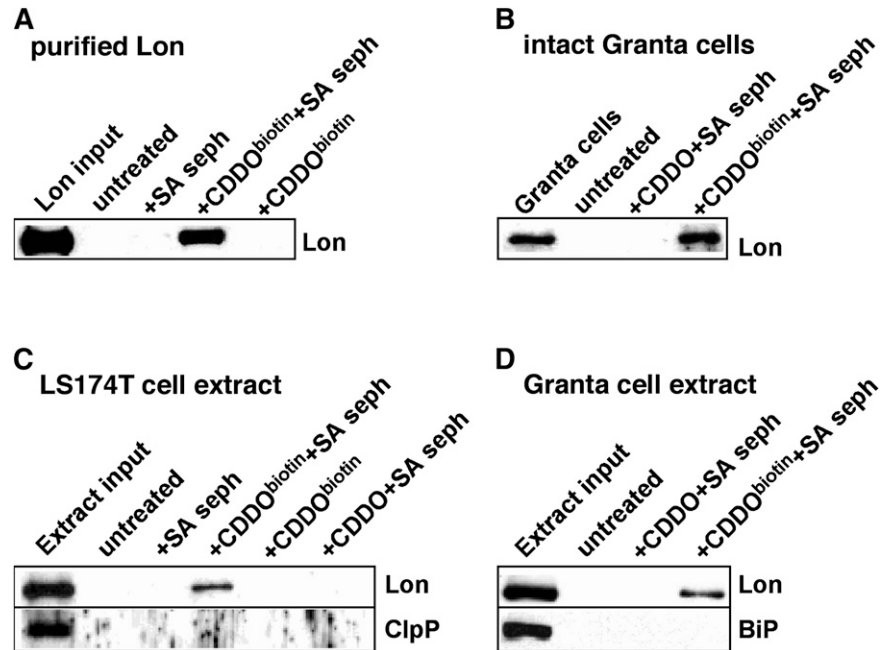 A
purified Lon
Lon input
untreated
+SA seph
+CDDObiotin+SA seph
+CDDObiotin
Lon
B
intact Granta cells
Granta cells
untreated
+CDDO+SA seph
+CDDObiotin+SA seph
Lon
C
LS174T cell extract
Extract input
untreated
+SA seph
+CDDObiotin+SA seph
+CDDObiotin
+CDDO+SA seph
Lon
ClpP
D
Granta cell extract
Extract input
untreated
+CDDO+SA seph
+CDDObiotin+SA seph
Lon
BiP